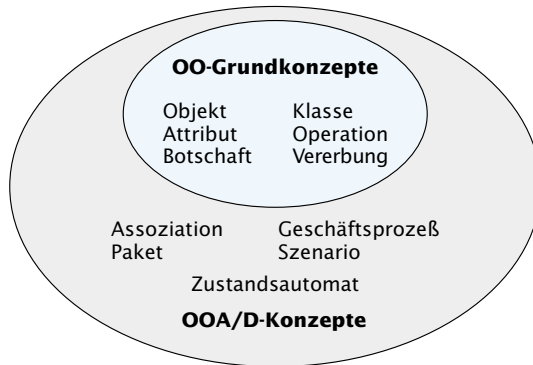 OO-Grundkonzepte
Objekt Klasse
Attribut Operation
Botschaft Vererbung
Assoziation Geschäftsprozeß
Paket Szenario
Zustandsautomat
OOA/D-Konzepte